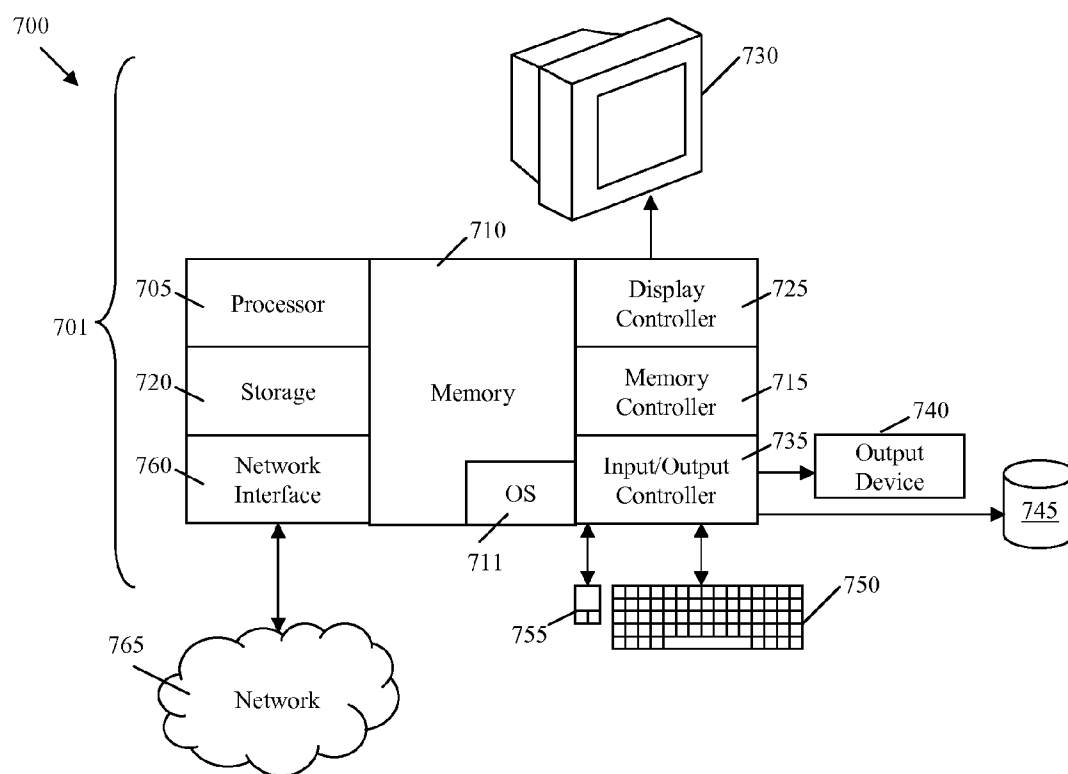 700
730
710
705
Processor
Display
Controller
725
701
720
Storage
Memory
Memory
Controller
715
740
735
760
Network
Interface
OS
Input/Output
Controller
Output
Device
745
711
750
755
765
Network